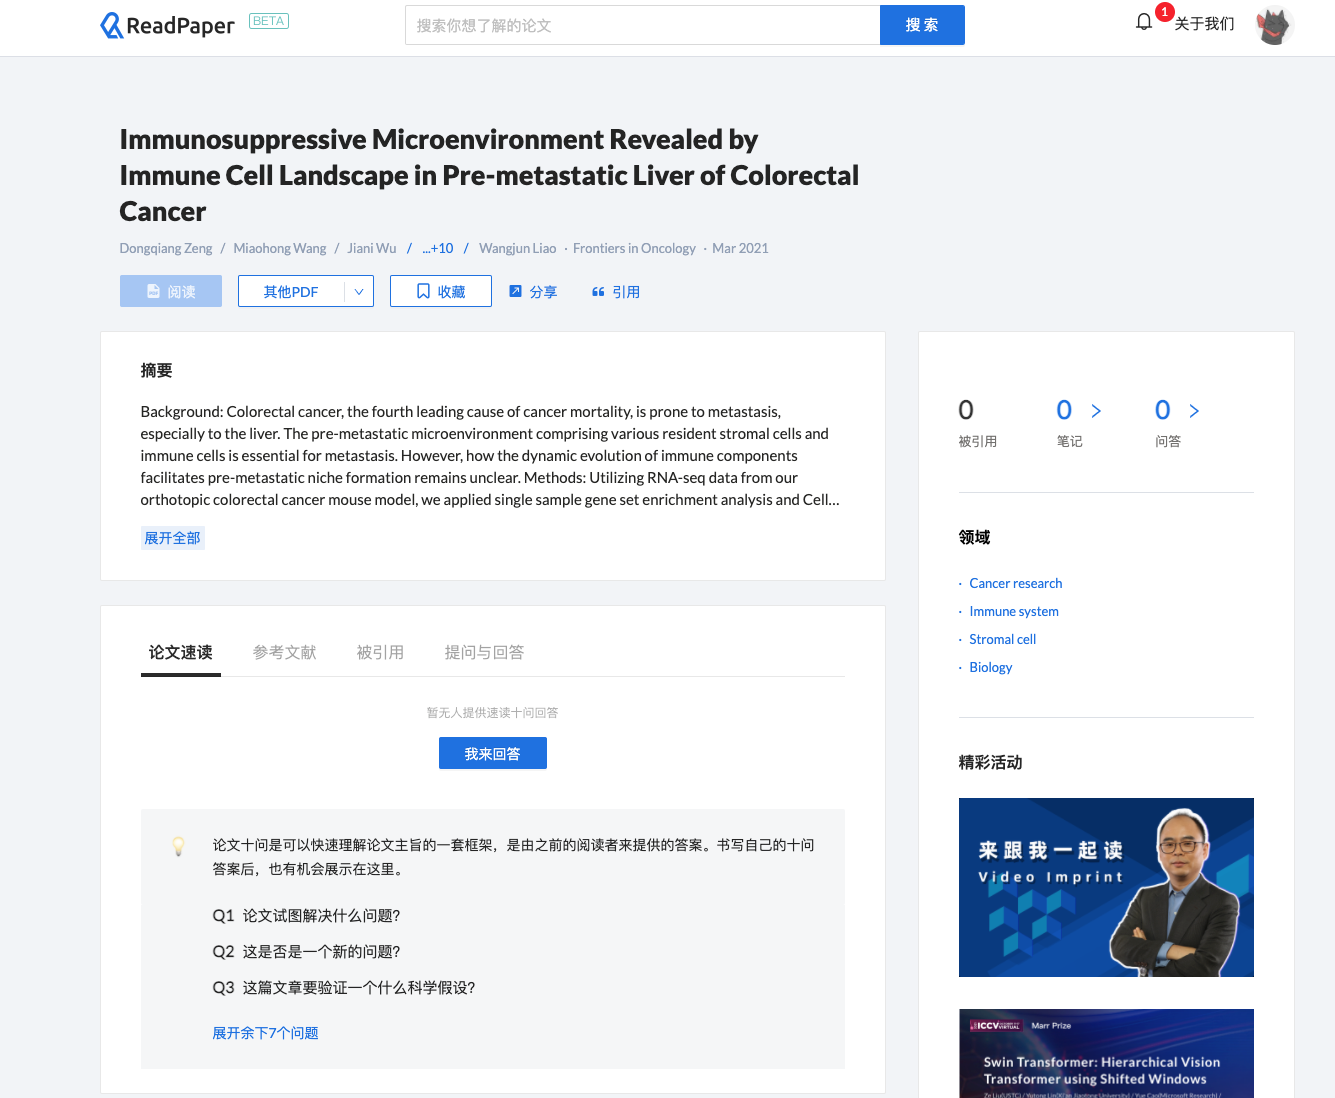 ReadPaper BETA
搜索你想了解的论文
搜 索
1
关于我们
Immunosuppressive Microenvironment Revealed by
Immune Cell Landscape in Pre-metastatic Liver of Colorectal
Cancer
Dongqiang Zeng / Miaohong Wang / Jiani Wu / ...+10 / Wangjun Liao · Frontiers in Oncology · Mar 2021
阅读
其他PDF
收藏
分享
引用
摘要
Background: Colorectal cancer, the fourth leading cause of cancer mortality, is prone to metastasis,
especially to the liver. The pre-metastatic microenvironment comprising various resident stromal cells and
immune cells is essential for metastasis. However, how the dynamic evolution of immune components
facilitates pre-metastatic niche formation remains unclear. Methods: Utilizing RNA-seq data from our
orthotopic colorectal cancer mouse model, we applied single sample gene set enrichment analysis and Cell...
展开全部
论文速读
参考文献
被引用
提问与回答
暂无人提供速读十问回答
我来回答
论文十问是可以快速理解论文主旨的一套框架，是由之前的阅读者来提供的答案。书写自己的十问
答案后，也有机会展示在这里。
Q1 论文试图解决什么问题?
Q2 这是否是一个新的问题?
Q3 这篇文章要验证一个什么科学假设?
展开余下7个问题
0
0 >
0 >
被引用
笔记
问答
领域
· Cancer research
· Immune system
· Stromal cell
· Biology
精彩活动
来跟我一起读
Video Imprint
ICCV VIRTUAL Marr Prize
Swin Transformer: Hierarchical Vision
Transformer using Shifted Windows